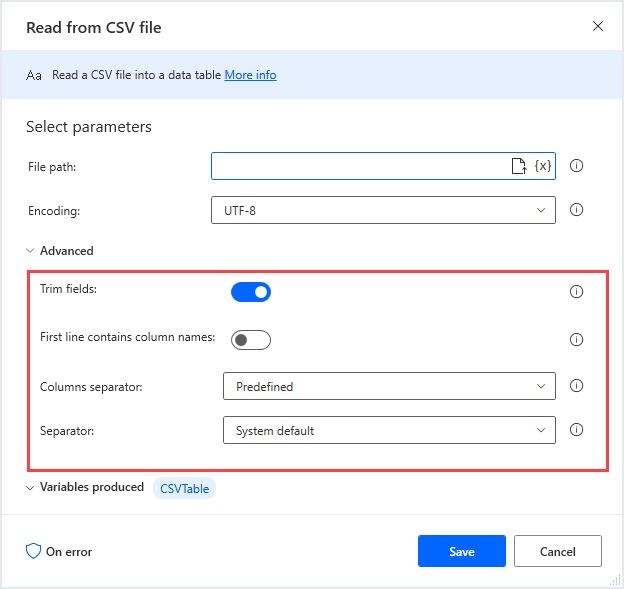 Read from CSV file
Aa Read a CSV file into a data table More info
Select parameters
File path: {x}
Encoding: UTF-8
Advanced
Trim fields:
First line contains column names:
Columns separator: Predefined
Separator: System default
Variables produced CSVTable
On error Save Cancel